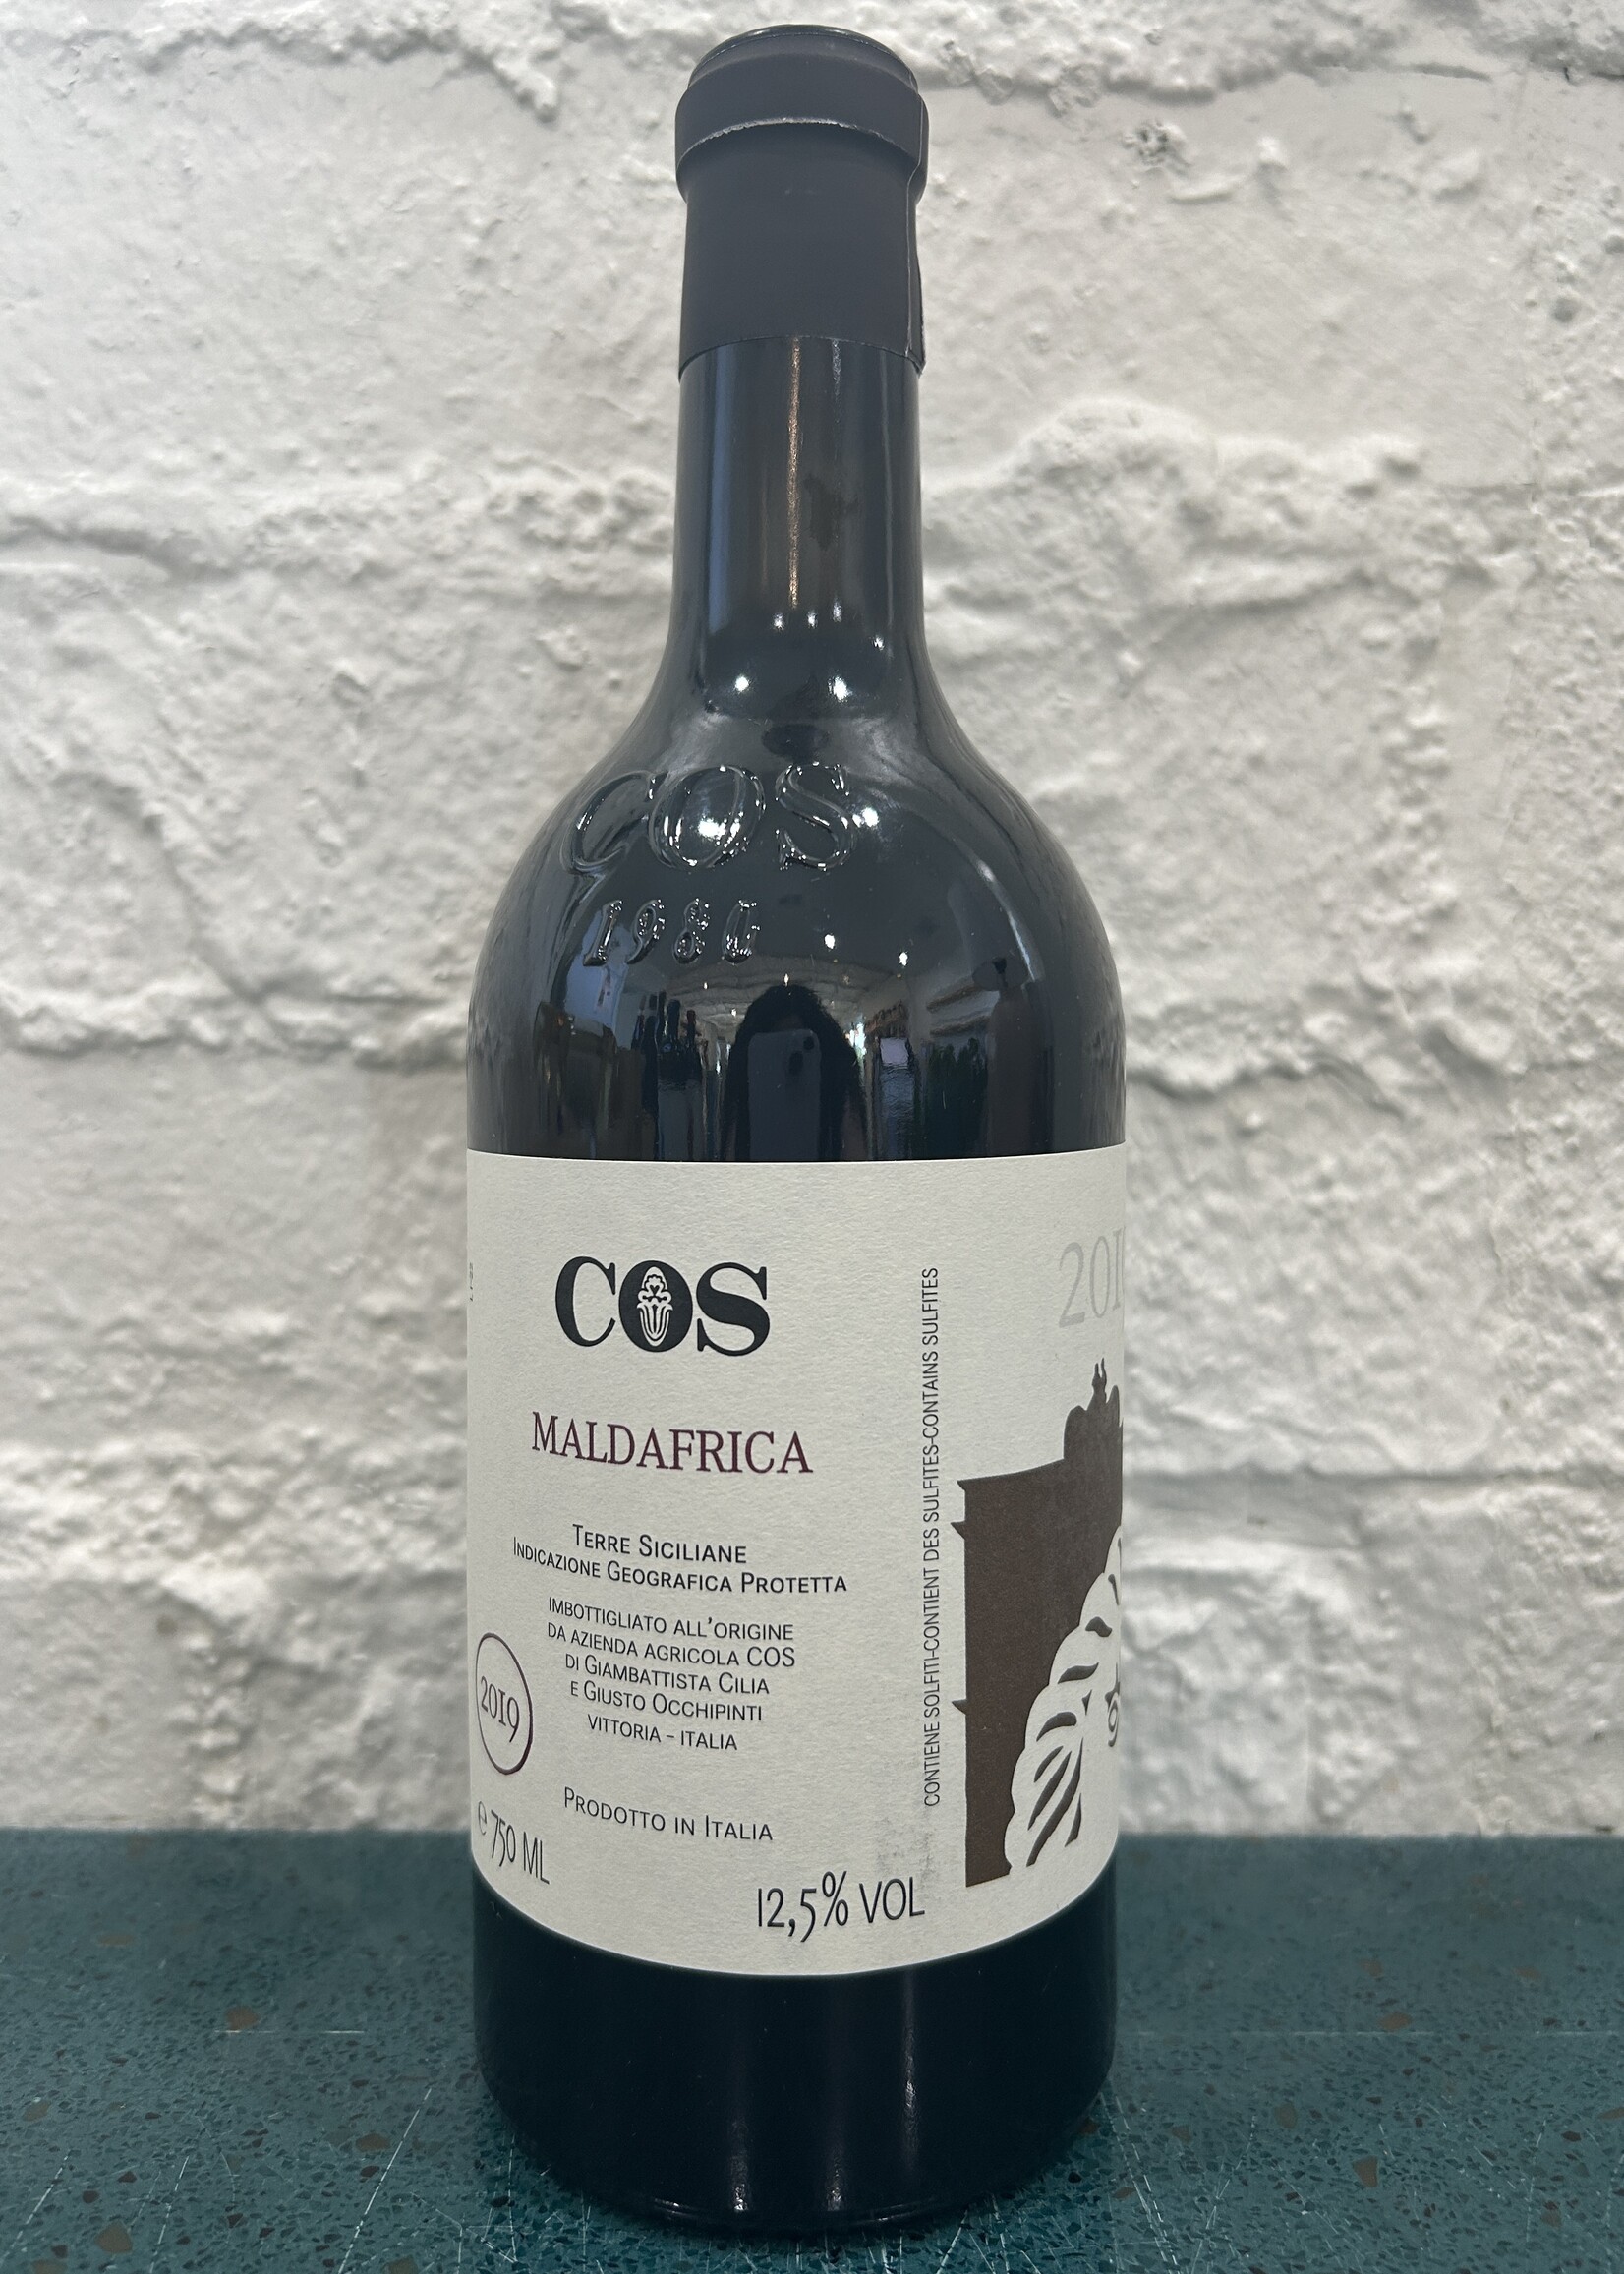 COS
1980
COS
MALDAFRICA
TERRE SICILIANE
INDICAZIONE GEOGRAFICA PROTETTA
IMBOTTIGLIATO ALL'ORIGINE
DA AZIENDA AGRICOLA COS
DI GIAMBATTISTA CILIA
E GIUSTO OCCHIPINTI
VITTORIA - ITALIA
2019
PRODOTTO IN ITALIA
e 750 ML
12,5% VOL
CONTIENE SOLFITI-CONTIENT DES SULFITES-CONTAINS SULFITES
201